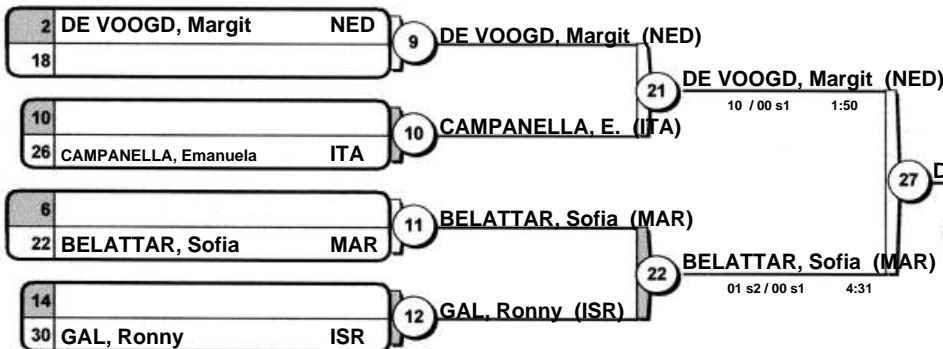 2 DE VOOGD, Margit NED
18
9
DE VOOGD, Margit (NED)
21
DE VOOGD, Margit (NED)
10 / 00 s1 1:50
10
26 CAMPANELLA, Emanuela ITA
10
CAMPANELLA, E. (ITA)
27
D
6
22 BELATTAR, Sofia MAR
11
BELATTAR, Sofia (MAR)
22
BELATTAR, Sofia (MAR)
01 s2 / 00 s1 4:31
14
30 GAL, Ronny ISR
12
GAL, Ronny (ISR)